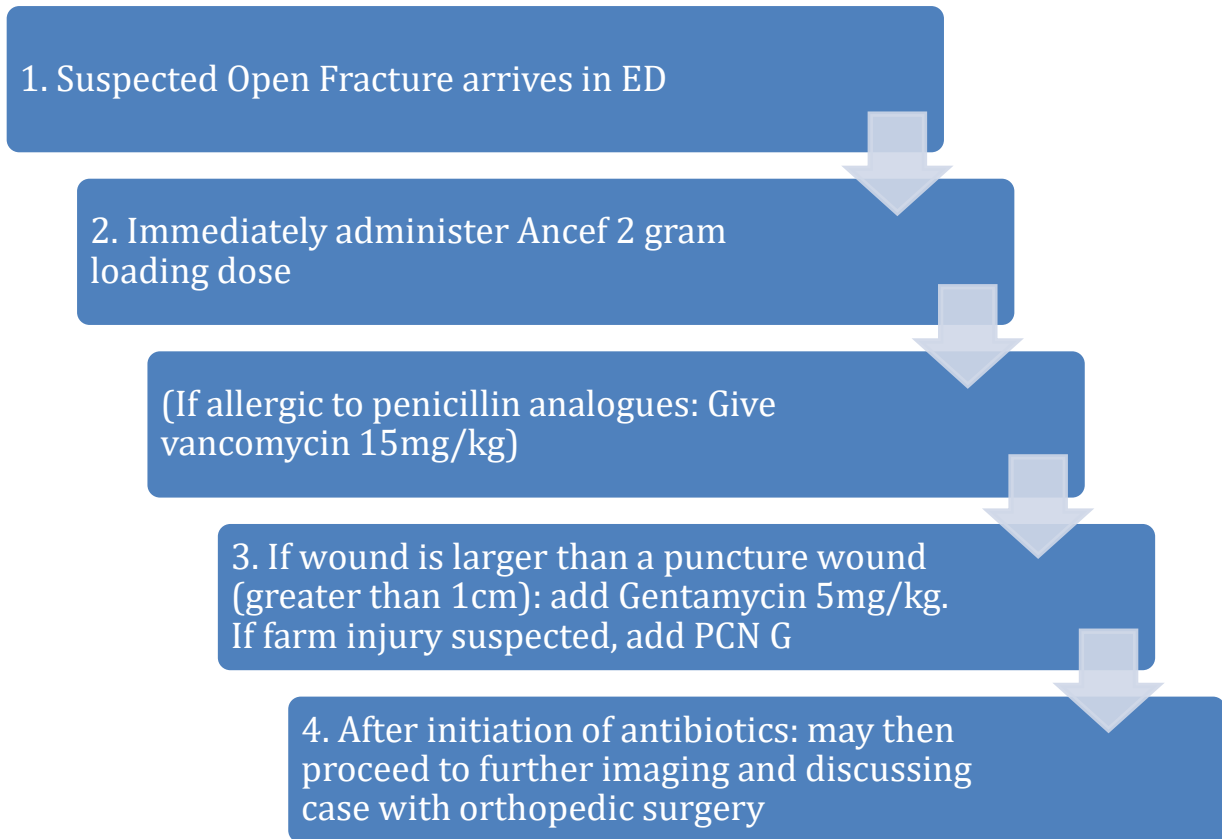 1. Suspected Open Fracture arrives in ED
2. Immediately administer Ancef 2 gram
loading dose
(If allergic to penicillin analogues: Give
vancomycin 15mg/kg)
3. If wound is larger than a puncture wound
(greater than 1cm): add Gentamycin 5mg/kg.
If farm injury suspected, add PCN G
4. After initiation of antibiotics: may then
proceed to further imaging and discussing
case with orthopedic surgery